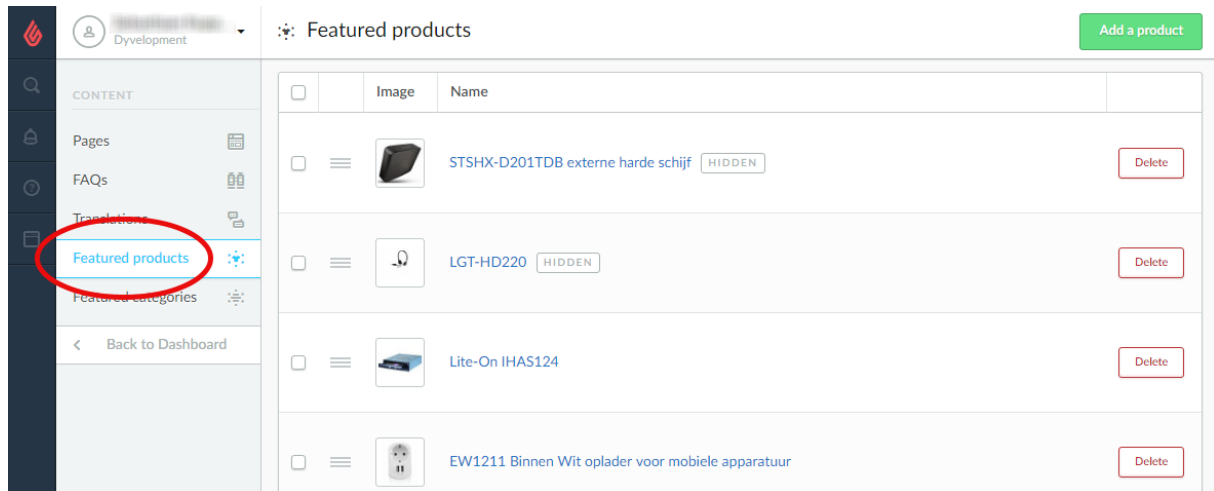 Dyvelopment
Featured products
Add a product
CONTENT
Pages
FAQs
Translations
Featured products
Featured categories
Back to Dashboard
Image Name
STSHX-D201TDB externe harde schijf HIDDEN
Delete
LGT-HD220 HIDDEN
Delete
Lite-On IHAS124
Delete
EW1211 Binnen Wit oplader voor mobiele apparatuur
Delete